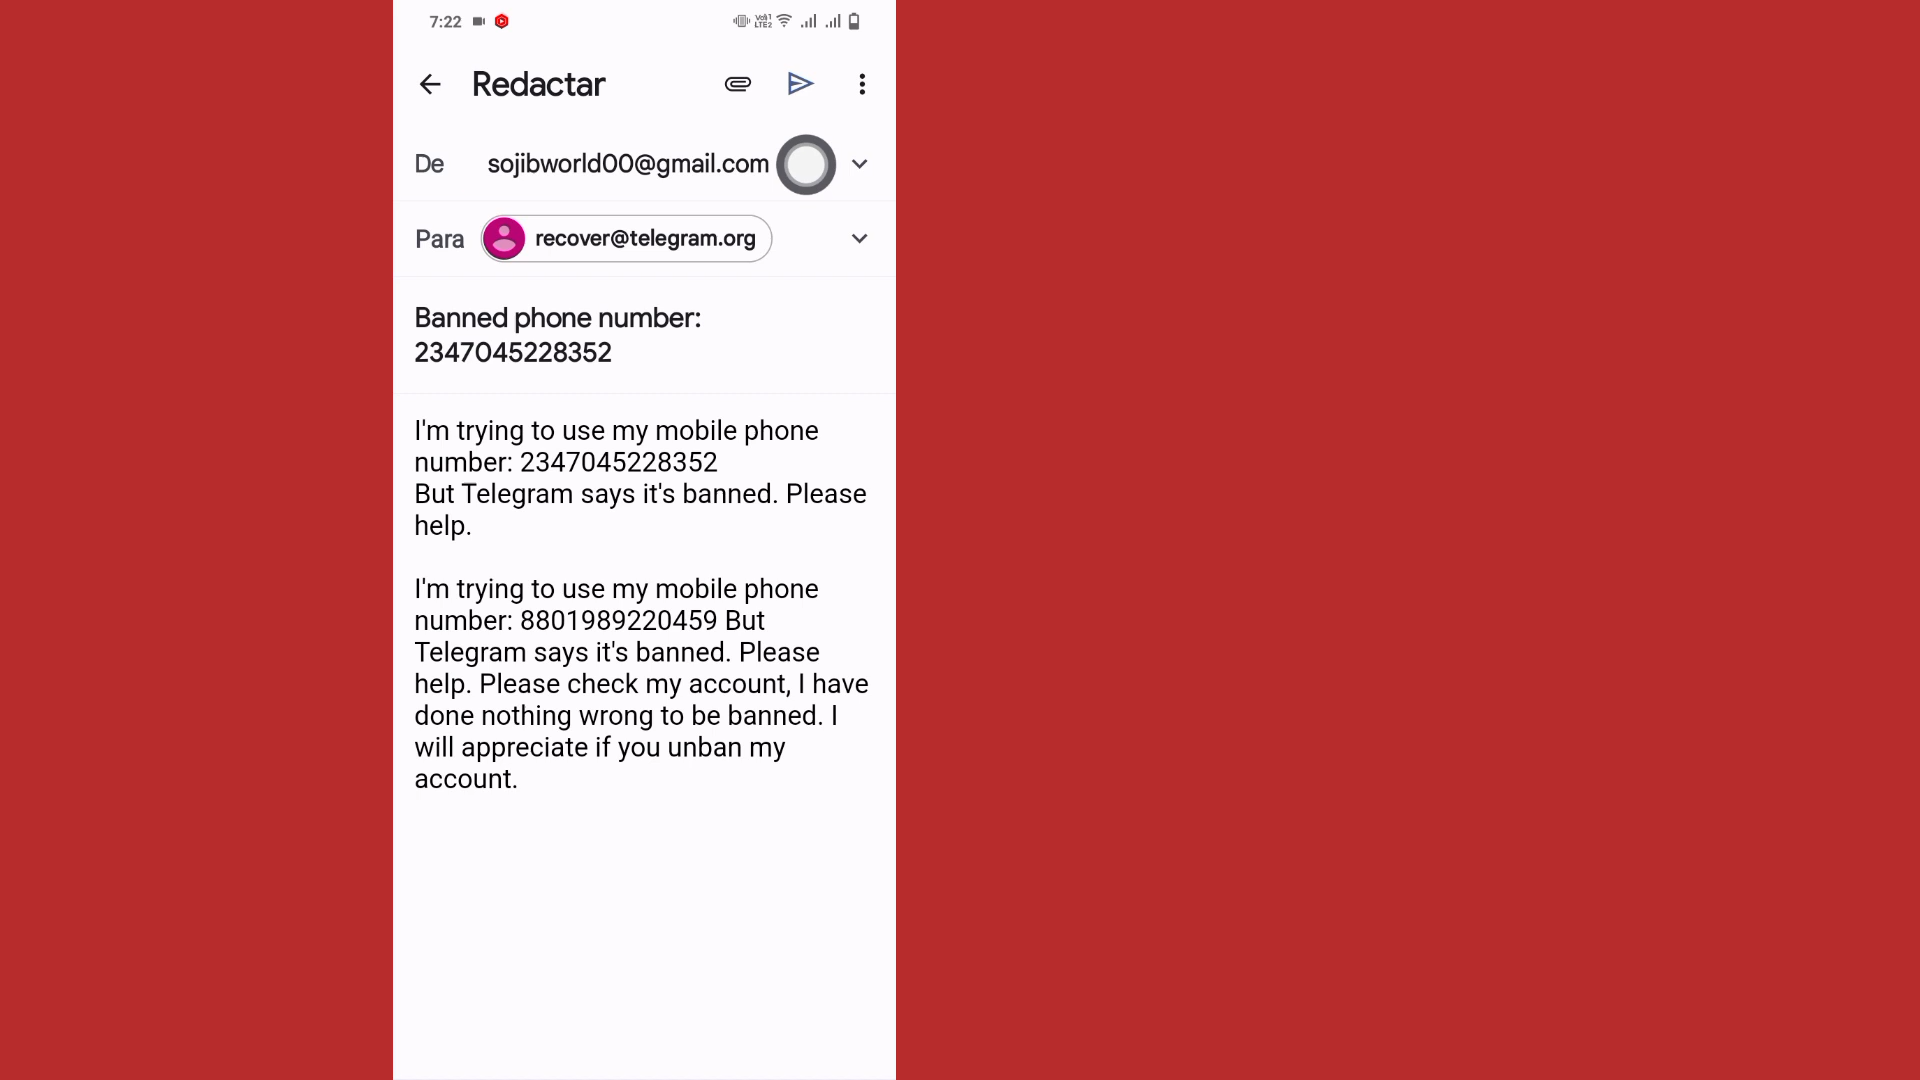 7:22
Redactar
De sojibworld00@gmail.com
Para recover@telegram.org
Banned phone number:
2347045228352
I'm trying to use my mobile phone
number: 2347045228352
But Telegram says it's banned. Please
help.
I'm trying to use my mobile phone
number: 8801989220459 But
Telegram says it's banned. Please
help. Please check my account, I have
done nothing wrong to be banned. I
will appreciate if you unban my
account.